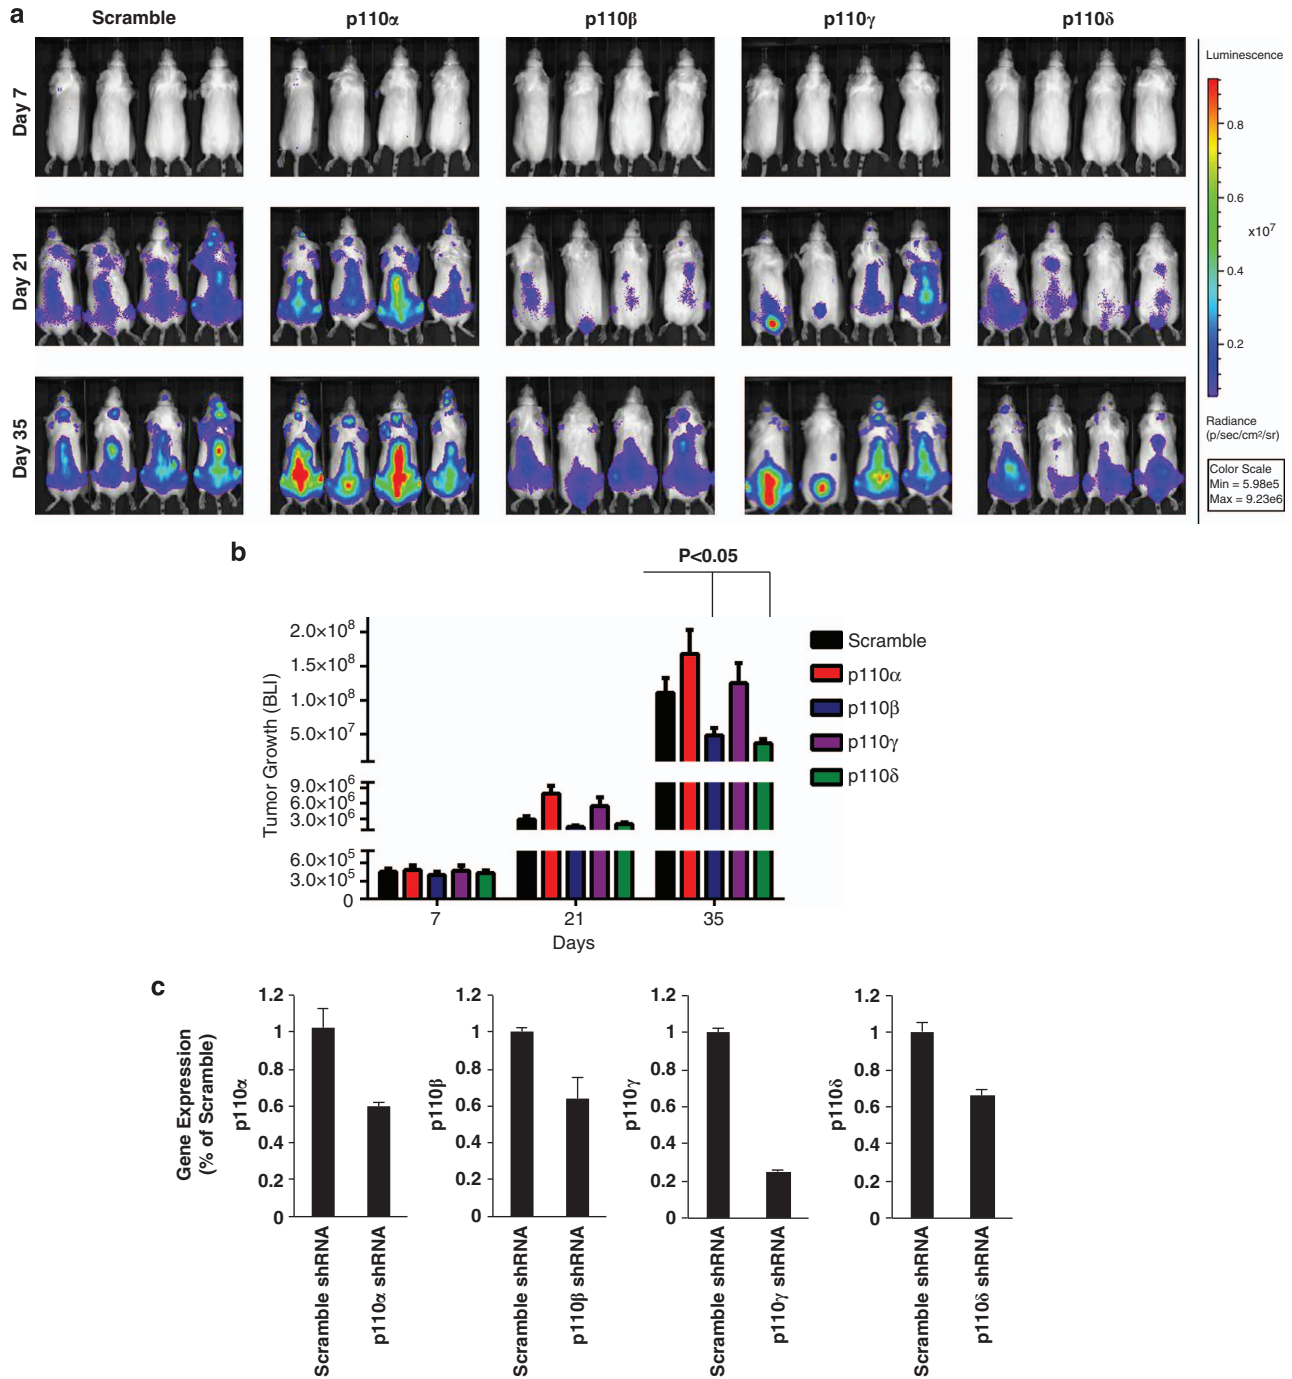 a
Scramble p110α p110β p110γ p110δ
Day 7
Day 21
Day 35
Luminescence
0.8
0.6
x10⁷
0.4
0.2
Radiance
(p/sec/cm²/sr)
Color Scale
Min = 5.98e5
Max = 9.23e6
b
P<0.05
Tumor Growth (BLI)
2.0×10⁸
1.5×10⁸
1.0×10⁸
5.0×10⁷
9.0×10⁶
6.0×10⁶
3.0×10⁶
6.0×10⁵
3.0×10⁵
0
7 21 35
Days
Scramble
p110α
p110β
p110γ
p110δ
c
Gene Expression
(% of Scramble)
p110α
1.2
1
0.8
0.6
0.4
0.2
0
Scramble shRNA
p110α shRNA
p110β
1.2
1
0.8
0.6
0.4
0.2
0
Scramble shRNA
p110β shRNA
p110γ
1.2
1
0.8
0.6
0.4
0.2
0
Scramble shRNA
p110γ shRNA
p110δ
1.2
1
0.8
0.6
0.4
0.2
0
Scramble shRNA
p110δ shRNA